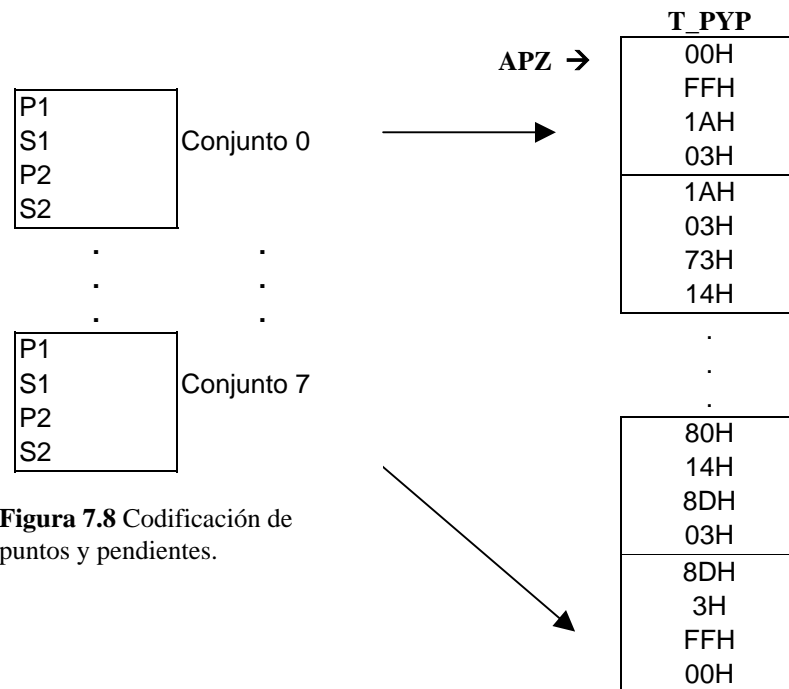 T_PYP
APZ →
00H
FFH
1AH
03H
1AH
03H
73H
14H
.
.
.
80H
14H
8DH
03H
8DH
3H
FFH
00H
P1
S1 Conjunto 0
P2
S2
. .
. .
. .
P1
S1 Conjunto 7
P2
S2
Figura 7.8 Codificación de
puntos y pendientes.